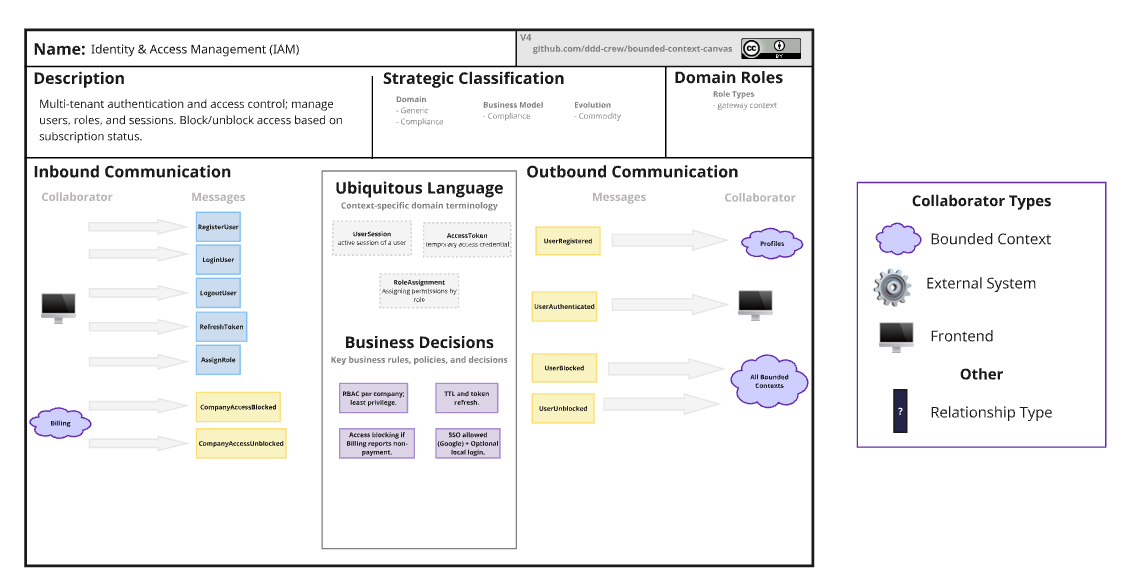 Name: Identity & Access Management (IAM)
V4
github.com/ddd-crew/bounded-context-canvas
cc
BY
Description
Multi-tenant authentication and access control; manage
users, roles, and sessions. Block/unblock access based on
subscription status.
Strategic Classification
Domain
- Generic
- Compliance
Business Model
- Compliance
Evolution
- Commodity
Domain Roles
Role Types
- gateway context
Inbound Communication
Collaborator
Messages
RegisterUser
LoginUser
LogoutUser
RefreshToken
AssignRole
Billing
CompanyAccessBlocked
CompanyAccessUnblocked
Ubiquitous Language
Context-specific domain terminology
UserSession
active session of a user
AccessToken
temporary access credential
RoleAssignment
Assigning permissions by
role
Business Decisions
Key business rules, policies, and decisions
RBAC per company;
least privilege.
TTL and token
refresh.
Access blocking if
Billing reports non-
payment.
SSO allowed
(Google) + Optional
local login.
Outbound Communication
Messages
Collaborator
UserRegistered
Profiles
UserAuthenticated
UserBlocked
UserUnblocked
All Bounded
Contexts
Collaborator Types
Bounded Context
External System
Frontend
Other
?
Relationship Type